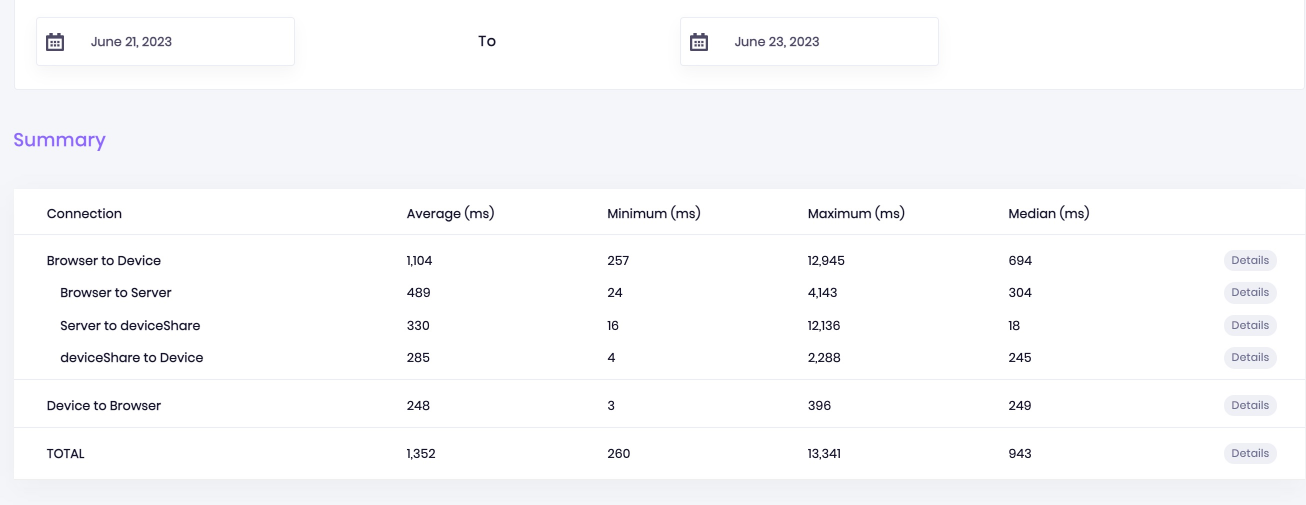 June 21, 2023 To June 23, 2023
Summary
Connection Average (ms) Minimum (ms) Maximum (ms) Median (ms)
Browser to Device 1,104 257 12,945 694 Details
Browser to Server 489 24 4,143 304 Details
Server to deviceShare 330 16 12,136 18 Details
deviceShare to Device 285 4 2,288 245 Details
Device to Browser 248 3 396 249 Details
TOTAL 1,352 260 13,341 943 Details